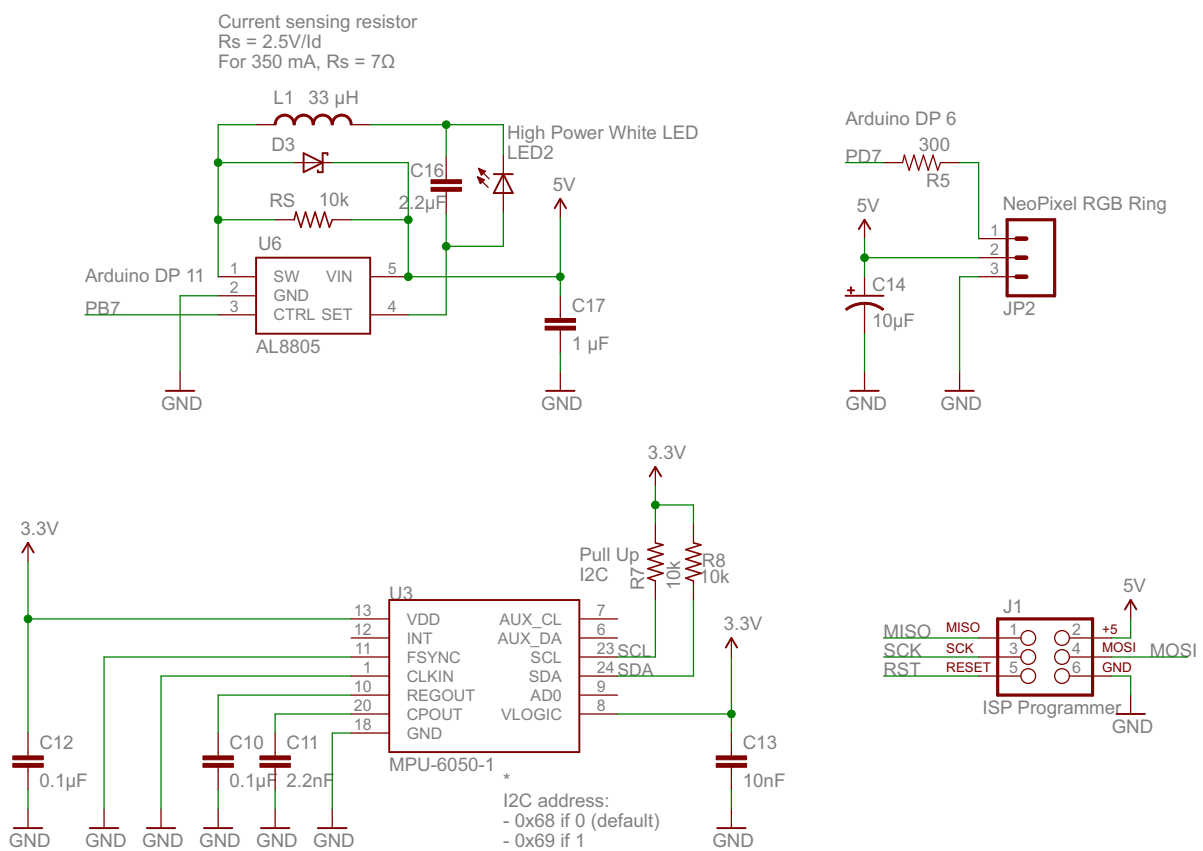 Current sensing resistor
Rs = 2.5V/Id
For 350 mA, Rs = 7Ω
L1 33 µH
D3
RS 10k
C16
2.2µF
High Power White LED
LED2
5V
U6
Arduino DP 11
PB7
1 SW VIN 5
2 GND
3 CTRL SET 4
AL8805
C17
1 µF
GND
GND
Arduino DP 6
PD7
300
R5
5V
NeoPixel RGB Ring
1
2
3
JP2
+
C14
10µF
GND
GND
3.3V
3.3V
Pull Up
I2C
R7
10k
R8
10k
U3
13 VDD AUX_CL 7
12 INT AUX_DA 6
11 FSYNC SCL 23 SCL
1 CLKIN SDA 24 SDA
10 REGOUT AD0 9
20 CPOUT VLOGIC 8
18 GND
MPU-6050-1
3.3V
C12
0.1µF
C10
0.1µF
C11
2.2nF
C13
10nF
*
I2C address:
- 0x68 if 0 (default)
- 0x69 if 1
GND
GND
GND
GND
GND
GND
GND
5V
J1
MISO MISO 1 2 +5
SCK SCK 3 4 MOSI MOSI
RST RESET 5 6 GND
ISP Programmer
GND